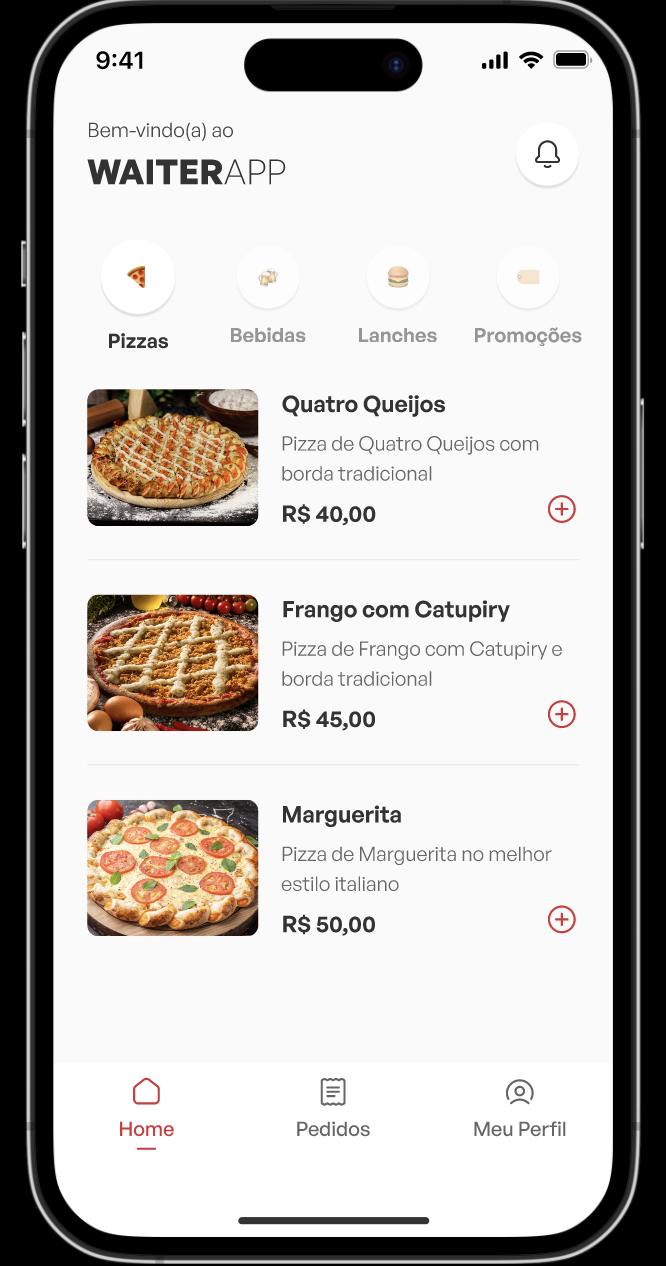 9:41
Bem-vindo(a) ao
WAITERAPP
Pizzas
Bebidas
Lanches
Promoções
Quatro Queijos
Pizza de Quatro Queijos com
borda tradicional
R$ 40,00
Frango com Catupiry
Pizza de Frango com Catupiry e
borda tradicional
R$ 45,00
Marguerita
Pizza de Marguerita no melhor
estilo italiano
R$ 50,00
Home
Pedidos
Meu Perfil